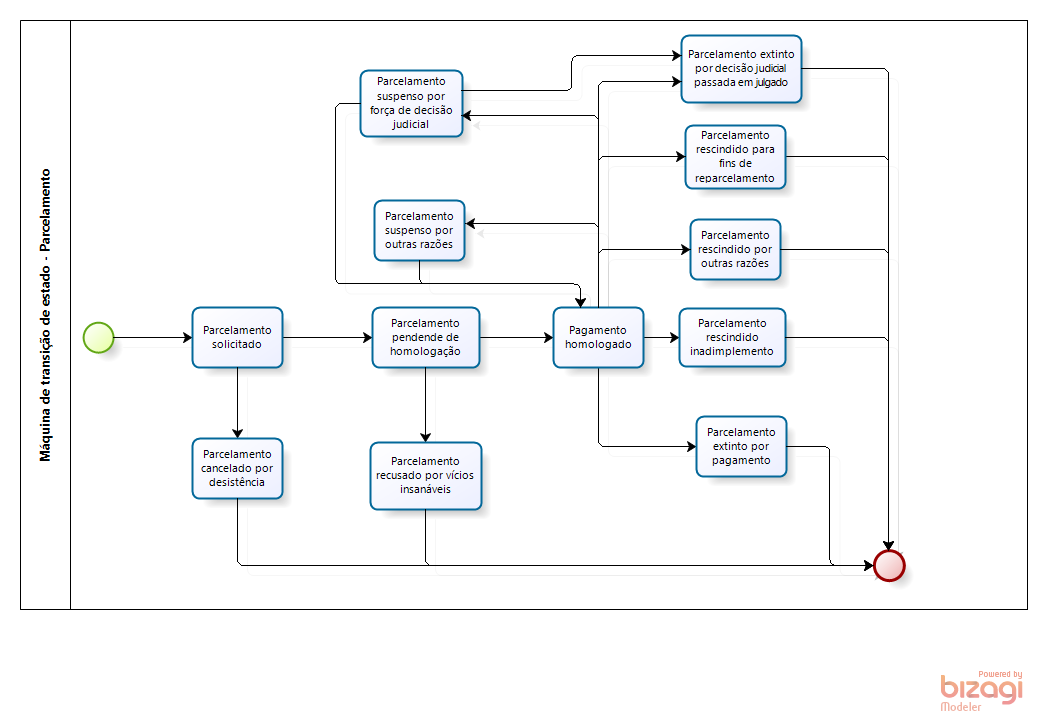 Máquina de transição de estado - Parcelamento
Parcelamento
suspenso por
força de decisão
judicial
Parcelamento extinto
por decisão judicial
passada em julgado
Parcelamento
rescindido para
fins de
reparcelamento
Parcelamento
suspenso por
outras razões
Parcelamento
rescindido por
outras razões
Parcelamento
solicitado
Parcelamento
pendende de
homologação
Pagamento
homologado
Parcelamento
rescindido
inadimplemento
Parcelamento
cancelado por
desistência
Parcelamento
recusado por vícios
insanáveis
Parcelamento
extinto por
pagamento
Powered by
bizagi
Modeler